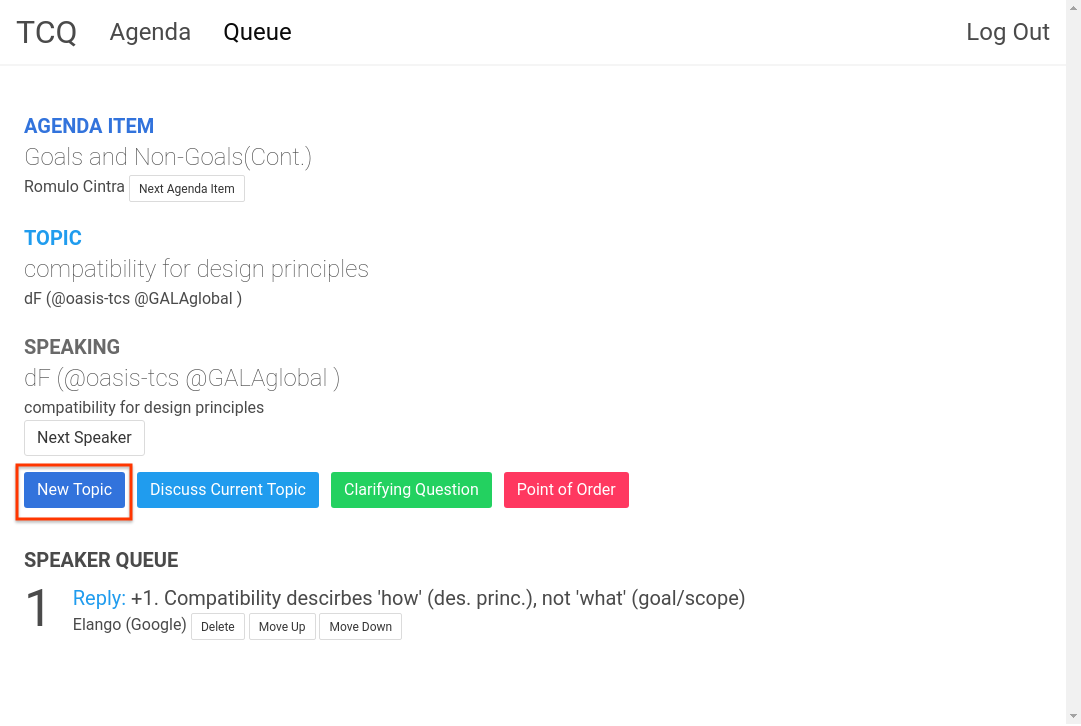 TCQ Agenda Queue Log Out
AGENDA ITEM
Goals and Non-Goals(Cont.)
Romulo Cintra Next Agenda Item
TOPIC
compatibility for design principles
dF (@oasis-tcs @GALAglobal )
SPEAKING
dF (@oasis-tcs @GALAglobal )
compatibility for design principles
Next Speaker
New Topic Discuss Current Topic Clarifying Question Point of Order
SPEAKER QUEUE
1 Reply: +1. Compatibility descirbes 'how' (des. princ.), not 'what' (goal/scope)
Elango (Google) Delete Move Up Move Down